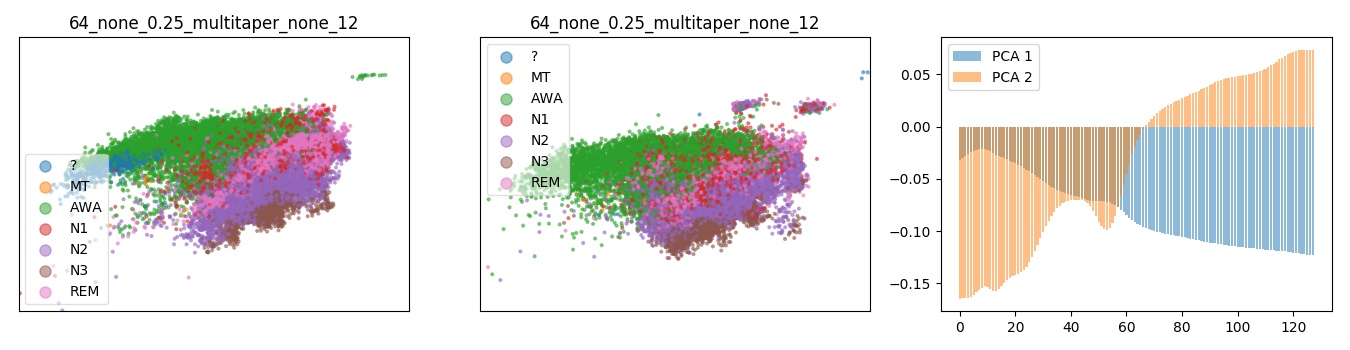 64_none_0.25_multitaper_none_12
?
MT
AWA
N1
N2
N3
REM
64_none_0.25_multitaper_none_12
?
MT
AWA
N1
N2
N3
REM
PCA 1
PCA 2
0.05
0.00
−0.05
−0.10
−0.15
0 20 40 60 80 100 120